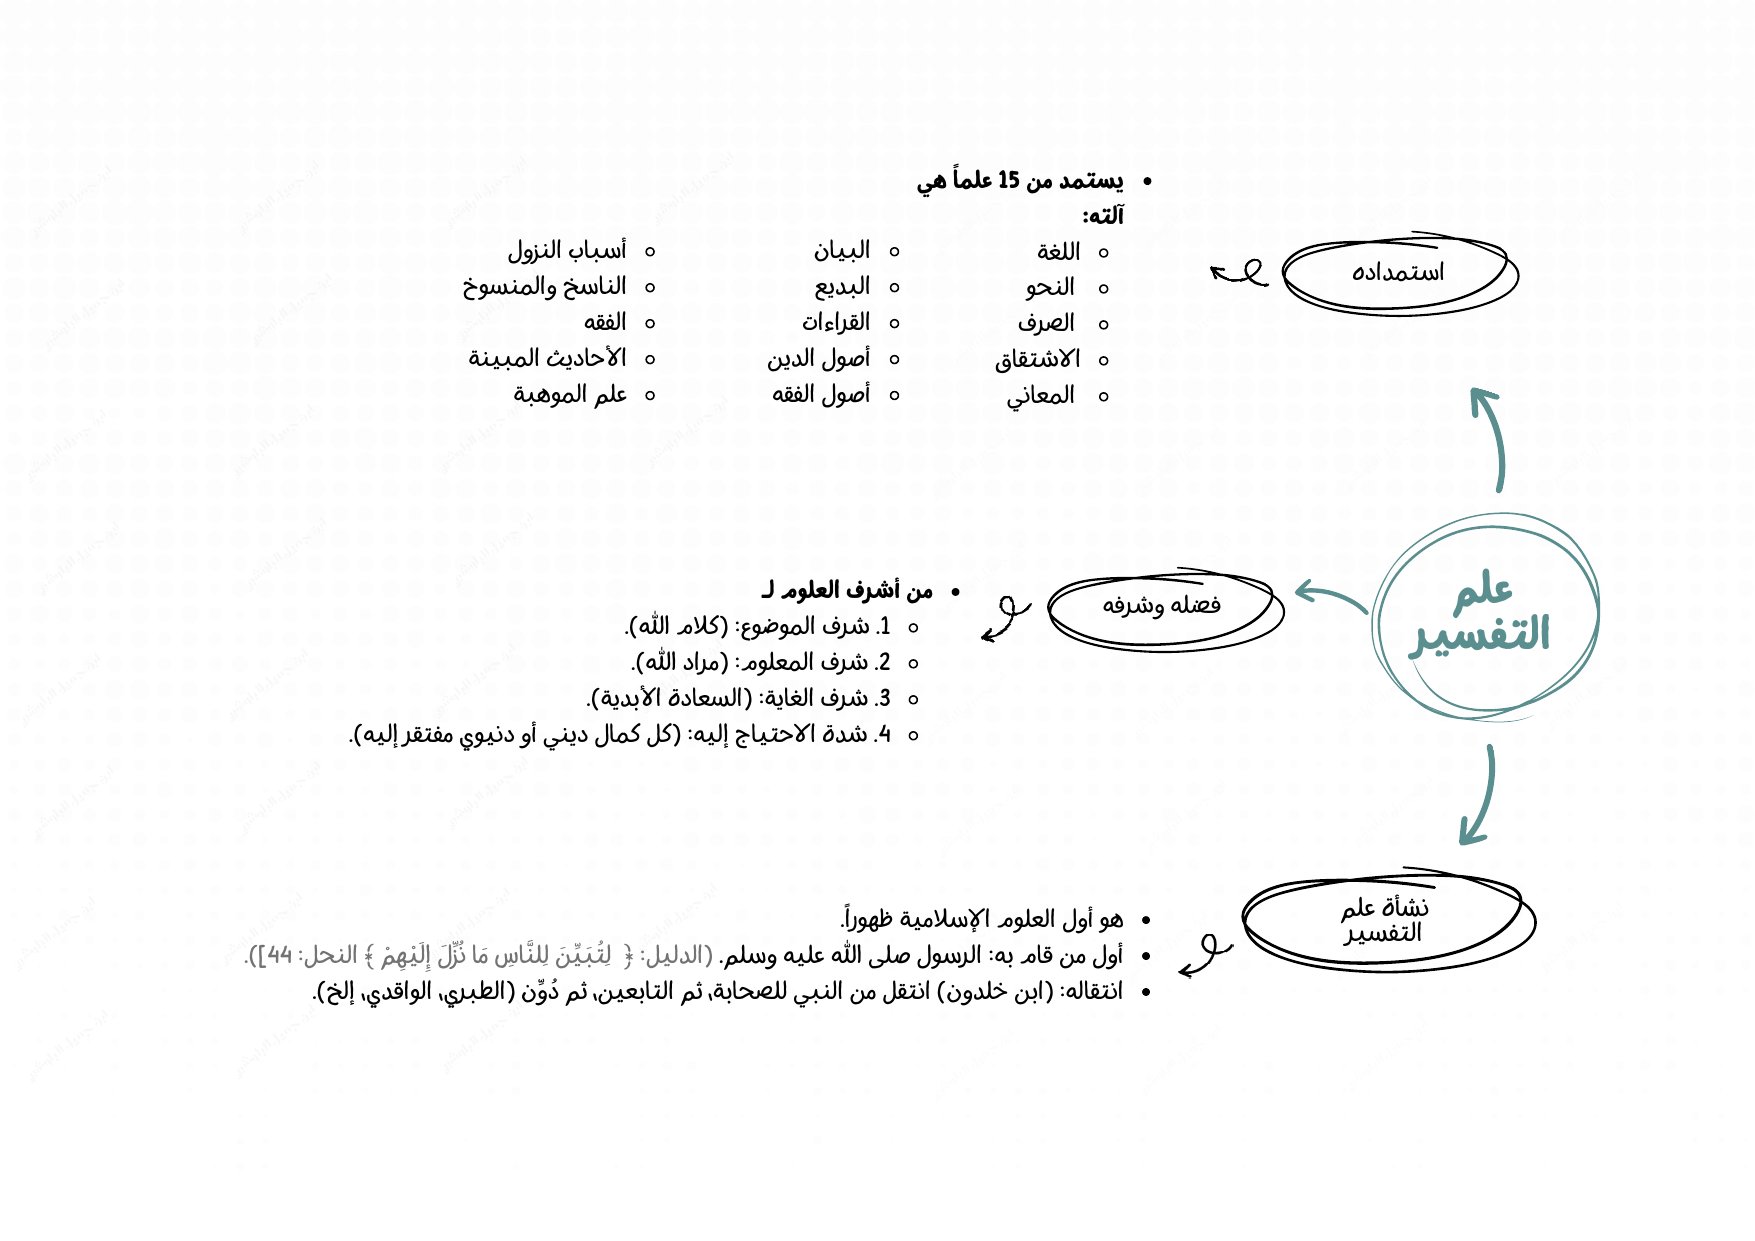 علم
التفسير
استمداده
يستمد من 15 علماً هي
آلته:
اللغة
النحو
الصرف
الاشتقاق
المعاني
البيان
البديع
القراءات
أصول الدين
أصول الفقه
أسباب النزول
الناسخ والمنسوخ
الفقه
الأحاديث المبينة
علم الموهبة
فضله وشرفه
من أشرف العلوم لـ
1. شرف الموضوع: (كلام الله).
2. شرف المعلوم: (مراد الله).
3. شرف الغاية: (السعادة الأبدية).
4. شدة الاحتياج إليه: (كل كمال ديني أو دنيوي مفتقر إليه).
نشأة علم
التفسير
هو أول العلوم الإسلامية ظهوراً.
أول من قام به: الرسول صلى الله عليه وسلم. (الدليل: ﴿ لِتُبَيِّنَ لِلنَّاسِ مَا نُزِّلَ إِلَيْهِمْ ﴾ النحل: 44]).
انتقاله: (ابن خلدون) انتقل من النبي للصحابة، ثم التابعين، ثم دُوِّن (الطبري، الواقدي، إلخ).